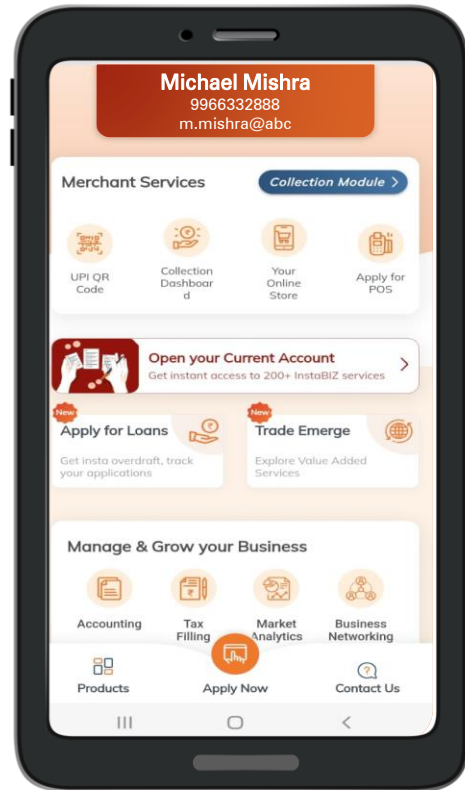 Michael Mishra
9966332888
m.mishra@abc
Merchant Services
Collection Module >
UPI QR
Code
Collection
Dashboar
d
Your
Online
Store
Apply for
POS
Open your Current Account
Get instant access to 200+ InstaBIZ services
New
Apply for Loans
Get insta overdraft, track
your applications
New
Trade Emerge
Explore Value Added
Services
Manage & Grow your Business
Accounting
Tax
Filling
Market
Analytics
Business
Networking
Products
Apply Now
Contact Us